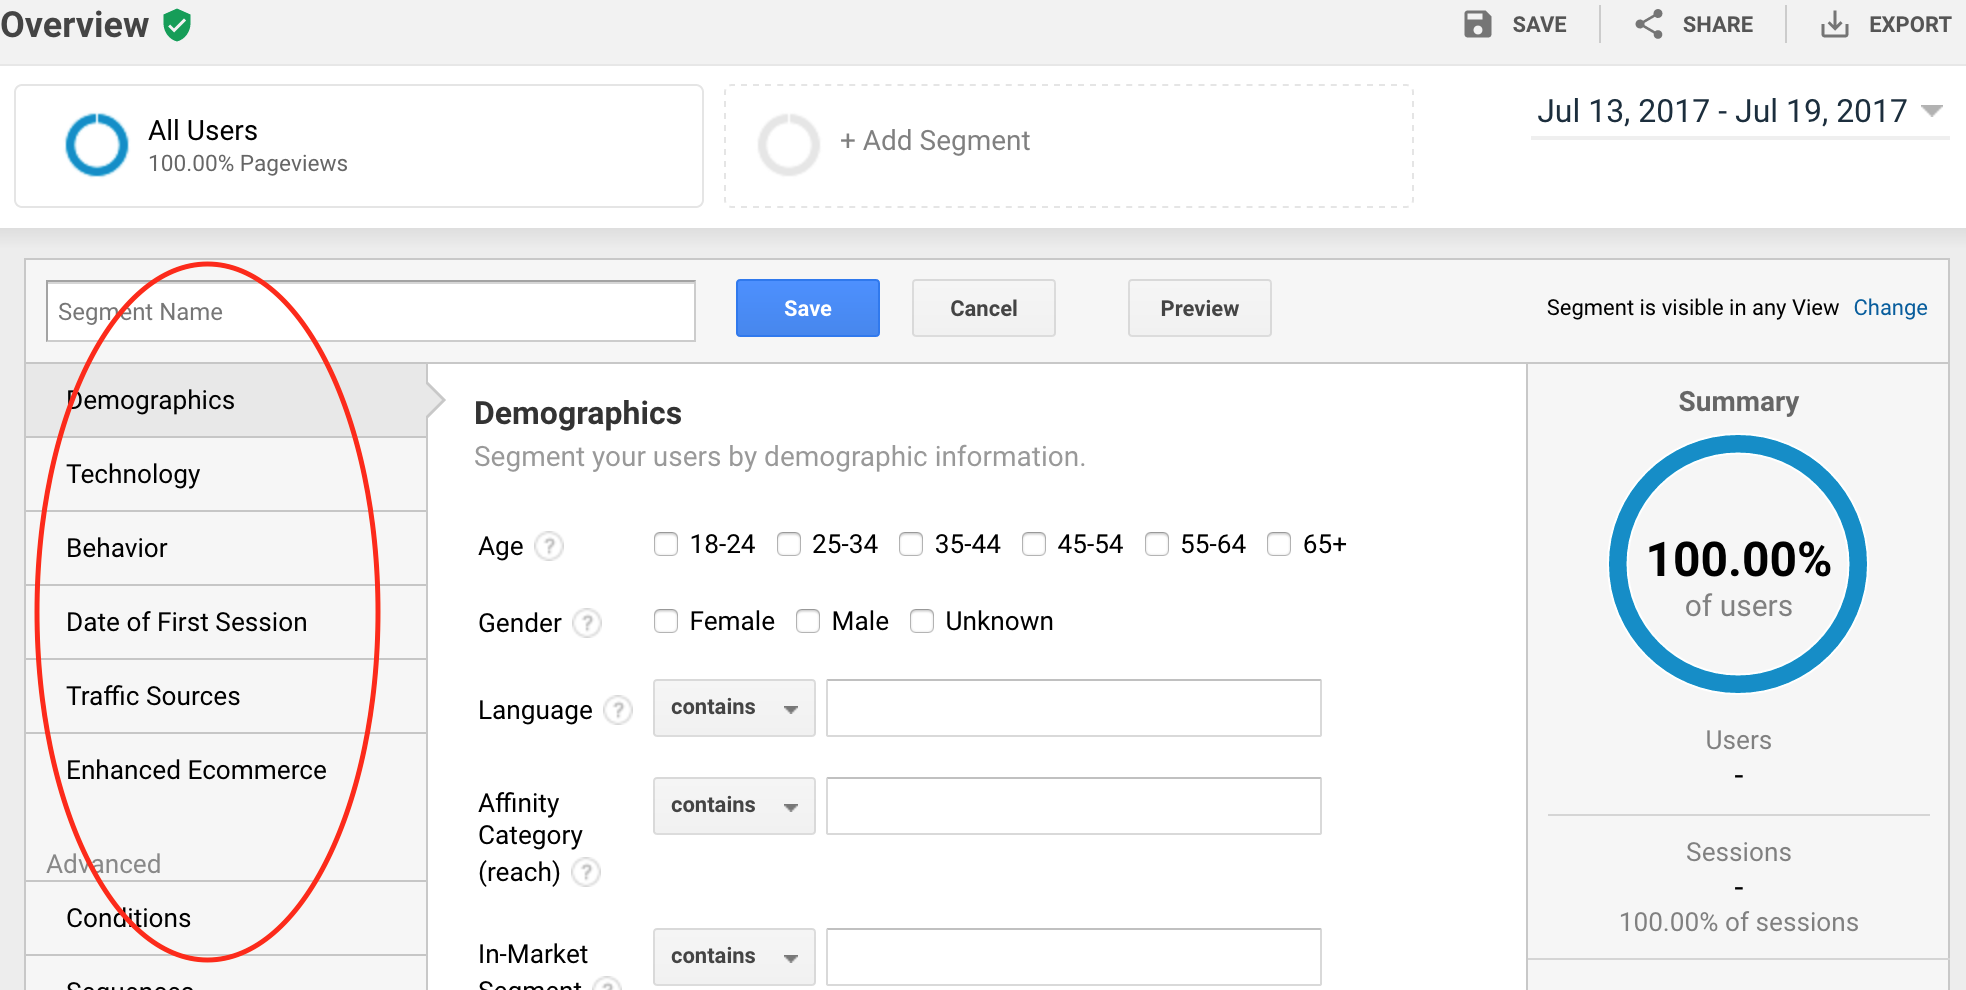 Overview
SAVE
SHARE
EXPORT
All Users
100.00% Pageviews
+ Add Segment
Jul 13, 2017 - Jul 19, 2017
Segment Name
Save
Cancel
Preview
Segment is visible in any View Change
Demographics
Technology
Behavior
Date of First Session
Traffic Sources
Enhanced Ecommerce
Advanced
Conditions
Sequences
Demographics
Segment your users by demographic information.
Age ? 18-24 25-34 35-44 45-54 55-64 65+
Gender ? Female Male Unknown
Language ? contains
Affinity
Category
(reach) ?
contains
In-Market
Segment ?
contains
Summary
100.00%
of users
Users
-
Sessions
-
100.00% of sessions